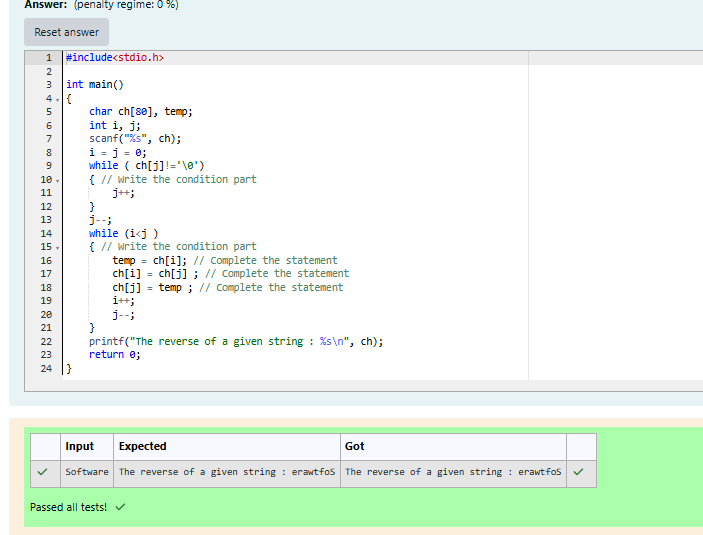 Answer: (penalty regime: 0 %)
Reset answer
1 #include<stdio.h>
2
3 int main()
4 {
5 char ch[80], temp;
6 int i, j;
7 scanf("%s", ch);
8 i = j = 0;
9 while ( ch[j]!='\0')
10 { // Write the condition part
11 j++;
12 }
13 j--;
14 while (i<j )
15 { // Write the condition part
16 temp = ch[i]; // Complete the statement
17 ch[i] = ch[j] ; // Complete the statement
18 ch[j] = temp ; // Complete the statement
19 i++;
20 j--;
21 }
22 printf("The reverse of a given string : %s\n", ch);
23 return 0;
24 }
Input Expected Got
Software The reverse of a given string : erawtfoS The reverse of a given string : erawtfoS
Passed all tests!